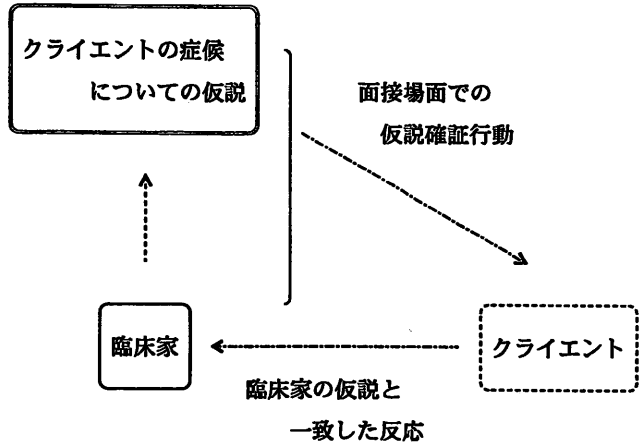 クライエントの症候
についての仮説
面接場面での
仮説確証行動
臨床家
クライエント
臨床家の仮説と
一致した反応